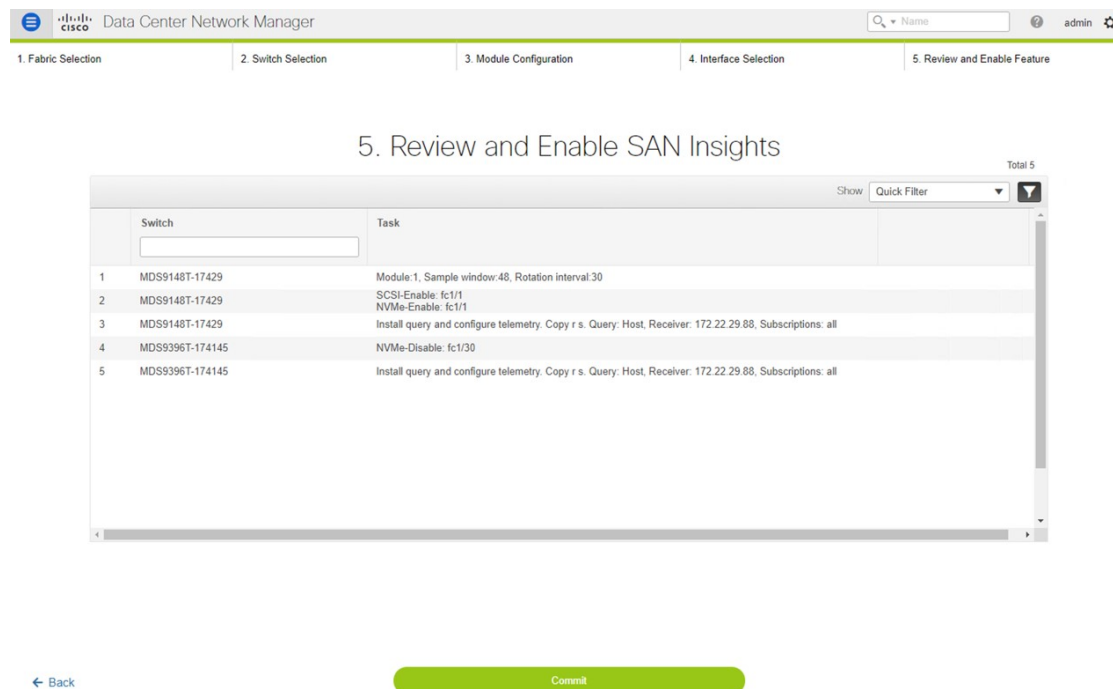 cisco Data Center Network Manager
Name
admin
1. Fabric Selection
2. Switch Selection
3. Module Configuration
4. Interface Selection
5. Review and Enable Feature
5. Review and Enable SAN Insights
Total 5
Show Quick Filter
Switch Task
1 MDS9148T-17429 Module:1, Sample window:48, Rotation interval:30
2 MDS9148T-17429 SCSI-Enable: fc1/1
NVMe-Enable: fc1/1
3 MDS9148T-17429 Install query and configure telemetry. Copy r s. Query: Host, Receiver: 172.22.29.88, Subscriptions: all
4 MDS9396T-174145 NVMe-Disable: fc1/30
5 MDS9396T-174145 Install query and configure telemetry. Copy r s. Query: Host, Receiver: 172.22.29.88, Subscriptions: all
Back
Commit